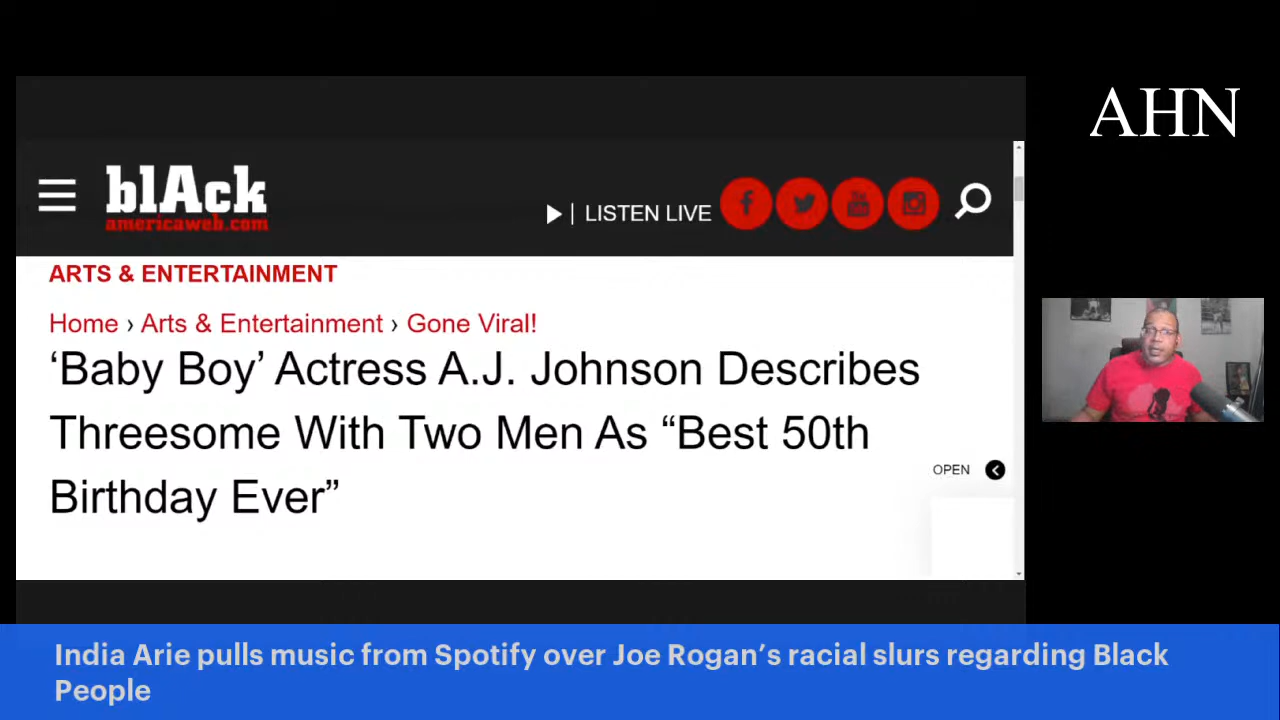 AHN
blAck
americaweb.com
LISTEN LIVE
ARTS & ENTERTAINMENT
Home › Arts & Entertainment › Gone Viral!
‘Baby Boy’ Actress A.J. Johnson Describes
Threesome With Two Men As “Best 50th
Birthday Ever”
OPEN
India Arie pulls music from Spotify over Joe Rogan’s racial slurs regarding Black
People